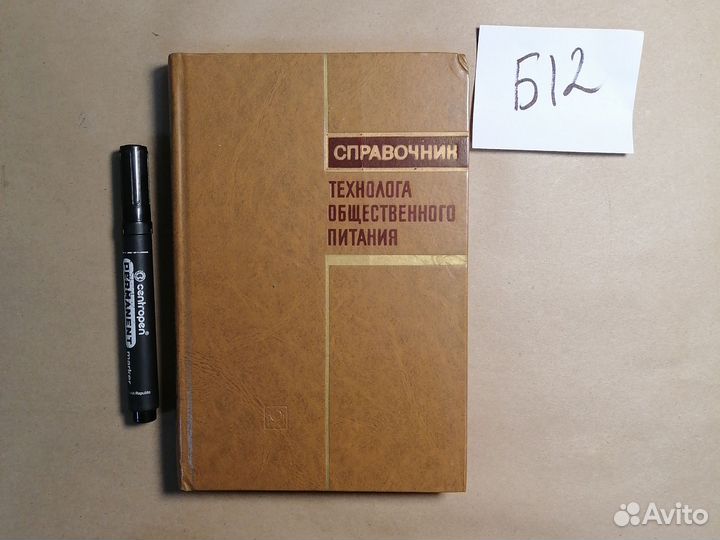 Б12
СПРАВОЧНИК
ТЕХНОЛОГА
ОБЩЕСТВЕННОГО
ПИТАНИЯ
centropen
PERMANENT
marker
Avito